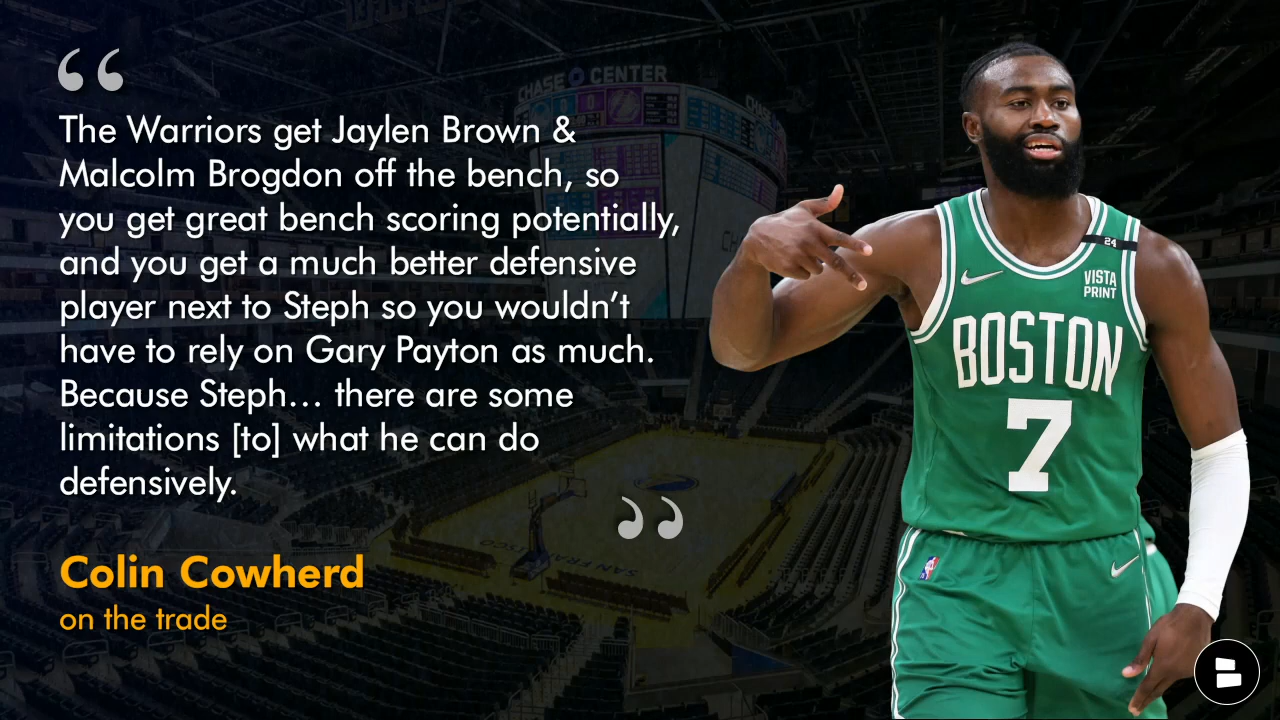 “
The Warriors get Jaylen Brown &
Malcolm Brogdon off the bench, so
you get great bench scoring potentially,
and you get a much better defensive
player next to Steph so you wouldn’t
have to rely on Gary Payton as much.
Because Steph… there are some
limitations [to] what he can do
defensively.
”
Colin Cowherd
on the trade
CHASE CENTER
SAN FRANCISCO
24
VISTA
PRINT
BOSTON
7